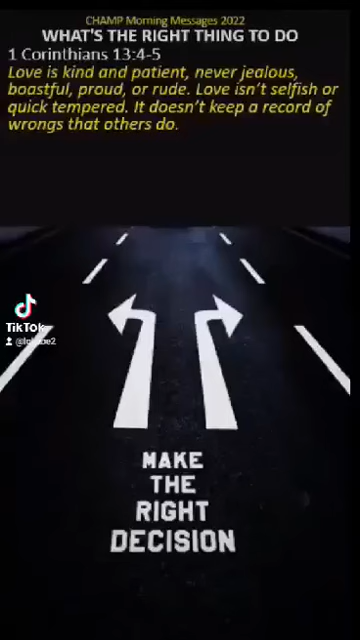 CHAMP Morning Messages 2022
WHAT'S THE RIGHT THING TO DO
1 Corinthians 13:4-5
Love is kind and patient, never jealous,
boastful, proud, or rude. Love isn't selfish or
quick tempered. It doesn't keep a record of
wrongs that others do.
TikTok
MAKE
THE
RIGHT
DECISION